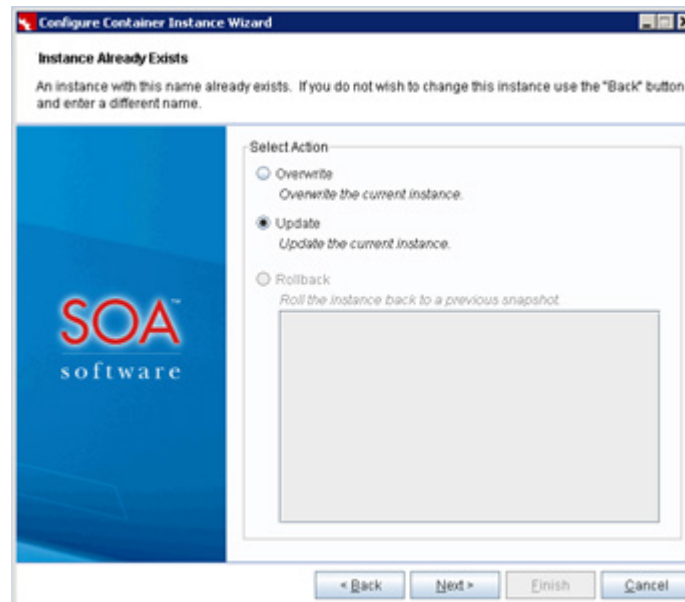 Configure Container Instance Wizard
Instance Already Exists
An instance with this name already exists. If you do not wish to change this instance use the "Back" button
and enter a different name.
Select Action
Overwrite
Overwrite the current instance.
Update
Update the current instance.
Rollback
Roll the instance back to a previous snapshot.
SOA™
software
< Back
Next >
Finish
Cancel